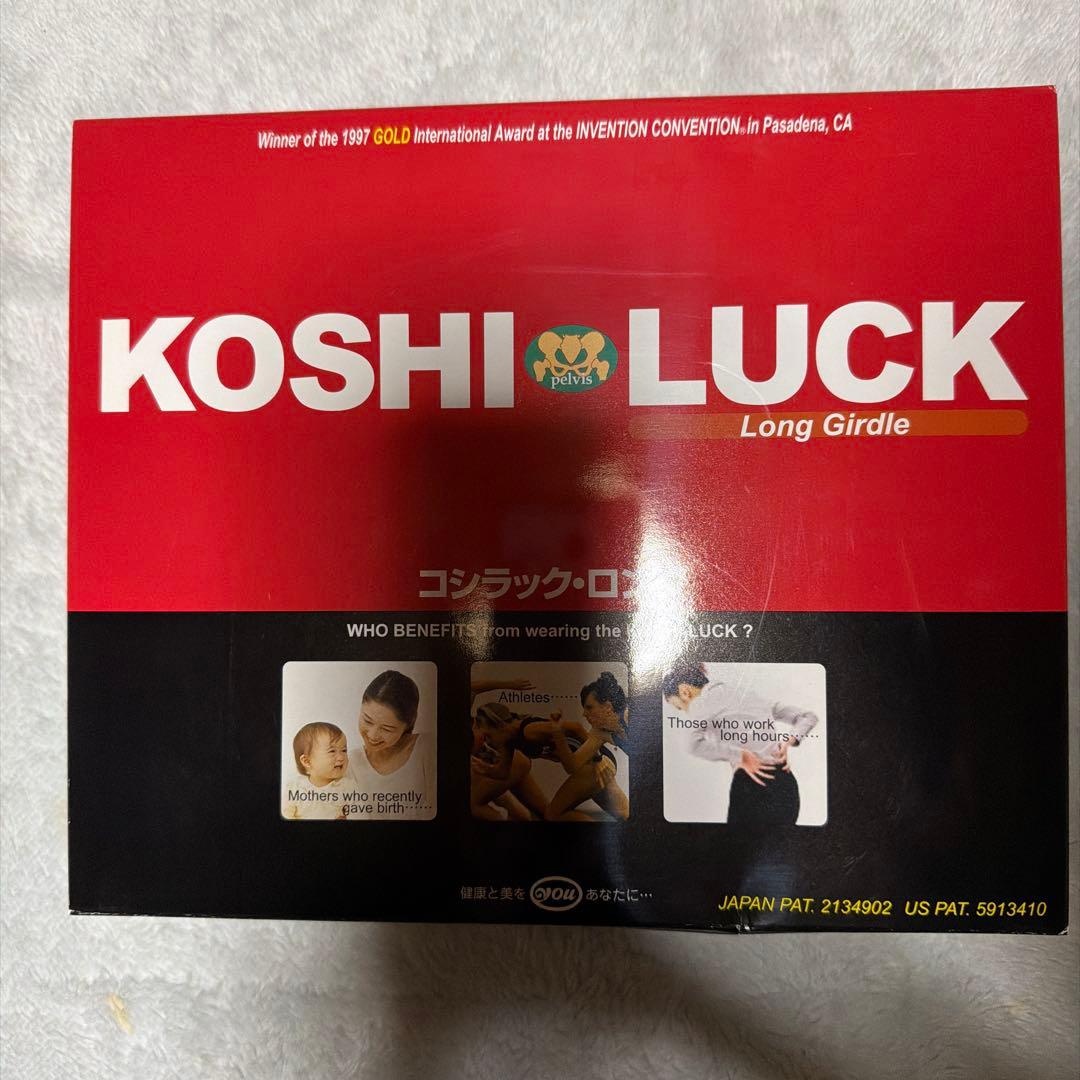 Winner of the 1997 GOLD International Award at the INVENTION CONVENTION® in Pasadena, CA
KOSHI pelvis LUCK
Long Girdle
コシラック・ロン
WHO BENEFITS from wearing the LUCK ?
Mothers who recently
gave birth……
Athletes……
Those who work
long hours……
健康と美を you あなたに…
JAPAN PAT. 2134902 US PAT. 5913410